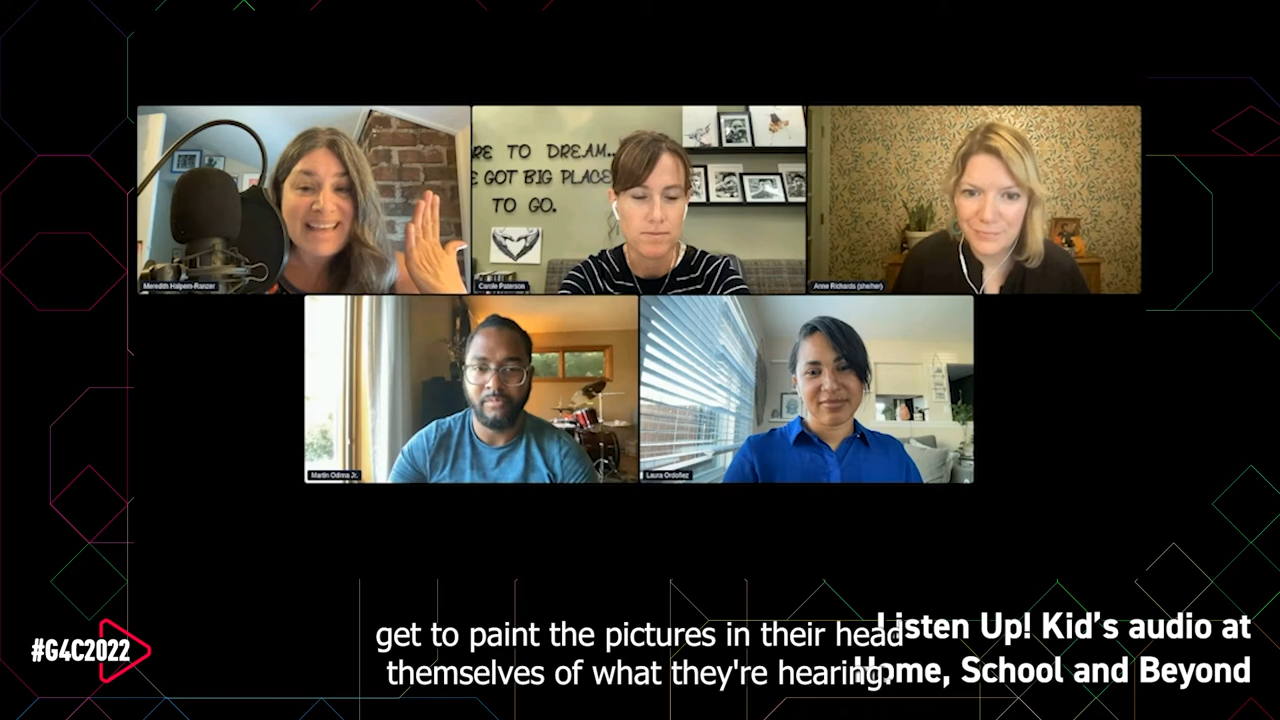 RE TO DREAM...
E GOT BIG PLACE
TO GO.
Meredith Halpern-Ranzer
Carole Paterson
Anne Richards (she/her)
Martin Odima Jr.
Laura Ordoñez
#G4C2022
get to paint the pictures in their head
themselves of what they're hearing.
Listen Up! Kid's audio at
Home, School and Beyond